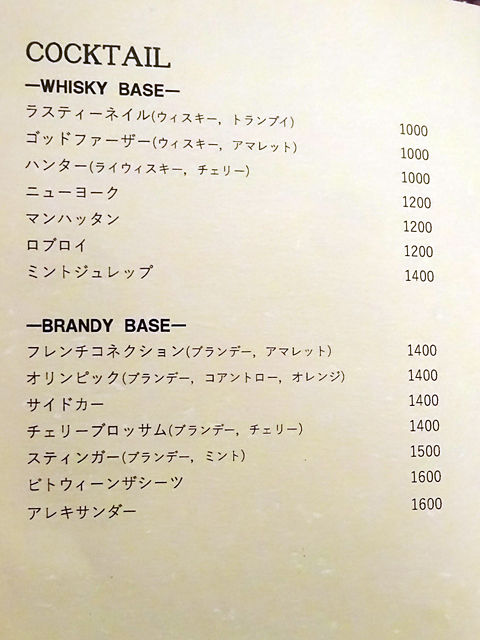 COCKTAIL
—WHISKY BASE—
ラスティーネイル(ウィスキー, トランブイ) 1000
ゴッドファーザー(ウィスキー, アマレット) 1000
ハンター(ライウィスキー, チェリー) 1000
ニューヨーク 1200
マンハッタン 1200
ロブロイ 1200
ミントジュレップ 1400
—BRANDY BASE—
フレンチコネクション(ブランデー, アマレット) 1400
オリンピック(ブランデー, コアントロー, オレンジ) 1400
サイドカー 1400
チェリーブロッサム(ブランデー, チェリー) 1400
スティンガー(ブランデー, ミント) 1500
ビトウィーンザシーツ 1600
アレキサンダー 1600